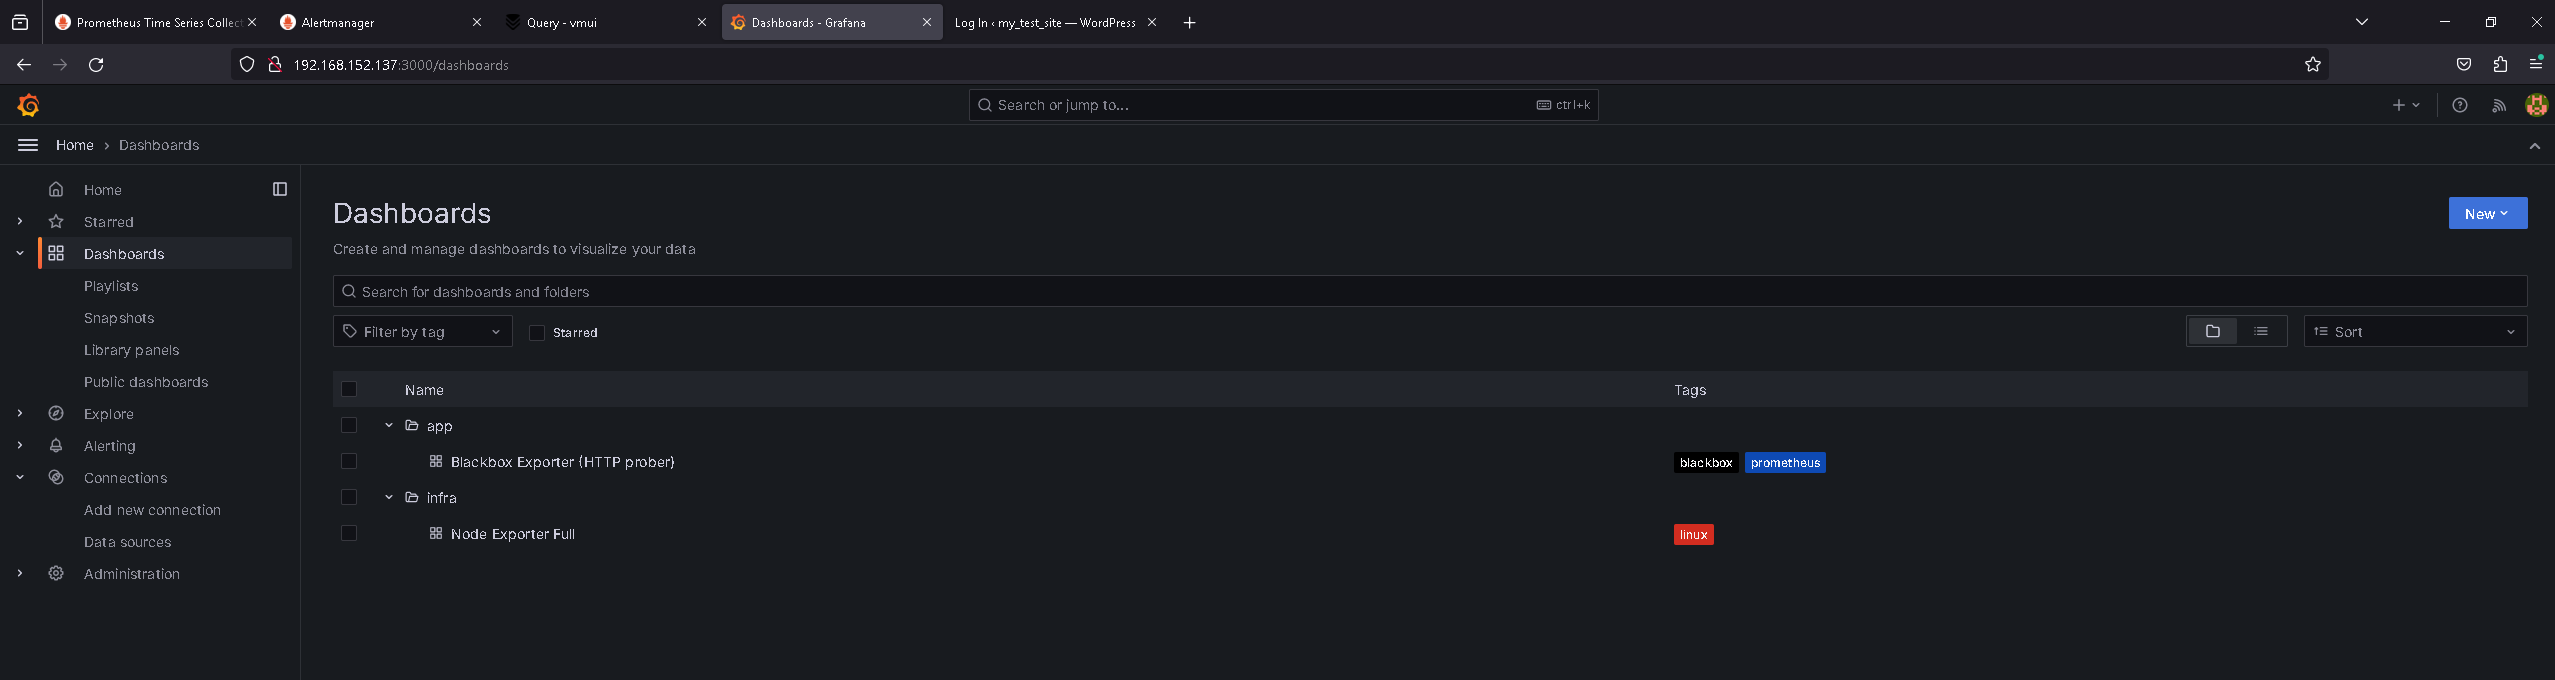 Prometheus Time Series Collect
Alertmanager
Query - vmui
Dashboards - Grafana
Log In ‹ my_test_site — WordPress
192.168.152.137:3000/dashboards
Search or jump to...
ctrl+k
Home › Dashboards
Home
Starred
Dashboards
Playlists
Snapshots
Library panels
Public dashboards
Explore
Alerting
Connections
Add new connection
Data sources
Administration
Dashboards
New
Create and manage dashboards to visualize your data
Search for dashboards and folders
Filter by tag
Starred
Sort
Name Tags
app
Blackbox Exporter (HTTP prober) blackbox prometheus
infra
Node Exporter Full linux